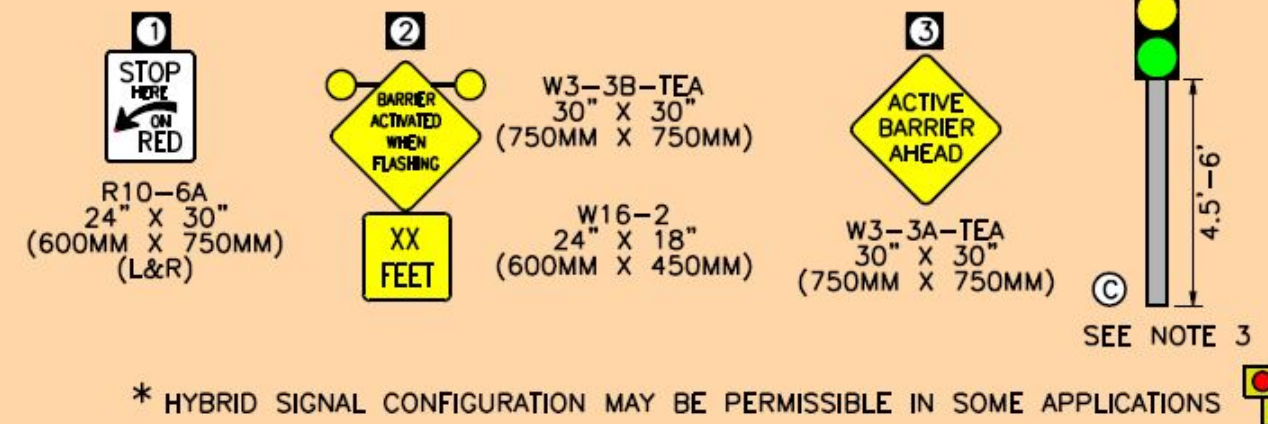 1
STOP
HERE
ON
RED
R10-6A
24" X 30"
(600MM X 750MM)
(L&R)
2
BARRIER
ACTIVATED
WHEN
FLASHING
XX
FEET
W3-3B-TEA
30" X 30"
(750MM X 750MM)
W16-2
24" X 18"
(600MM X 450MM)
3
ACTIVE
BARRIER
AHEAD
W3-3A-TEA
30" X 30"
(750MM X 750MM)
4.5'-6'
C
SEE NOTE 3
* HYBRID SIGNAL CONFIGURATION MAY BE PERMISSIBLE IN SOME APPLICATIONS